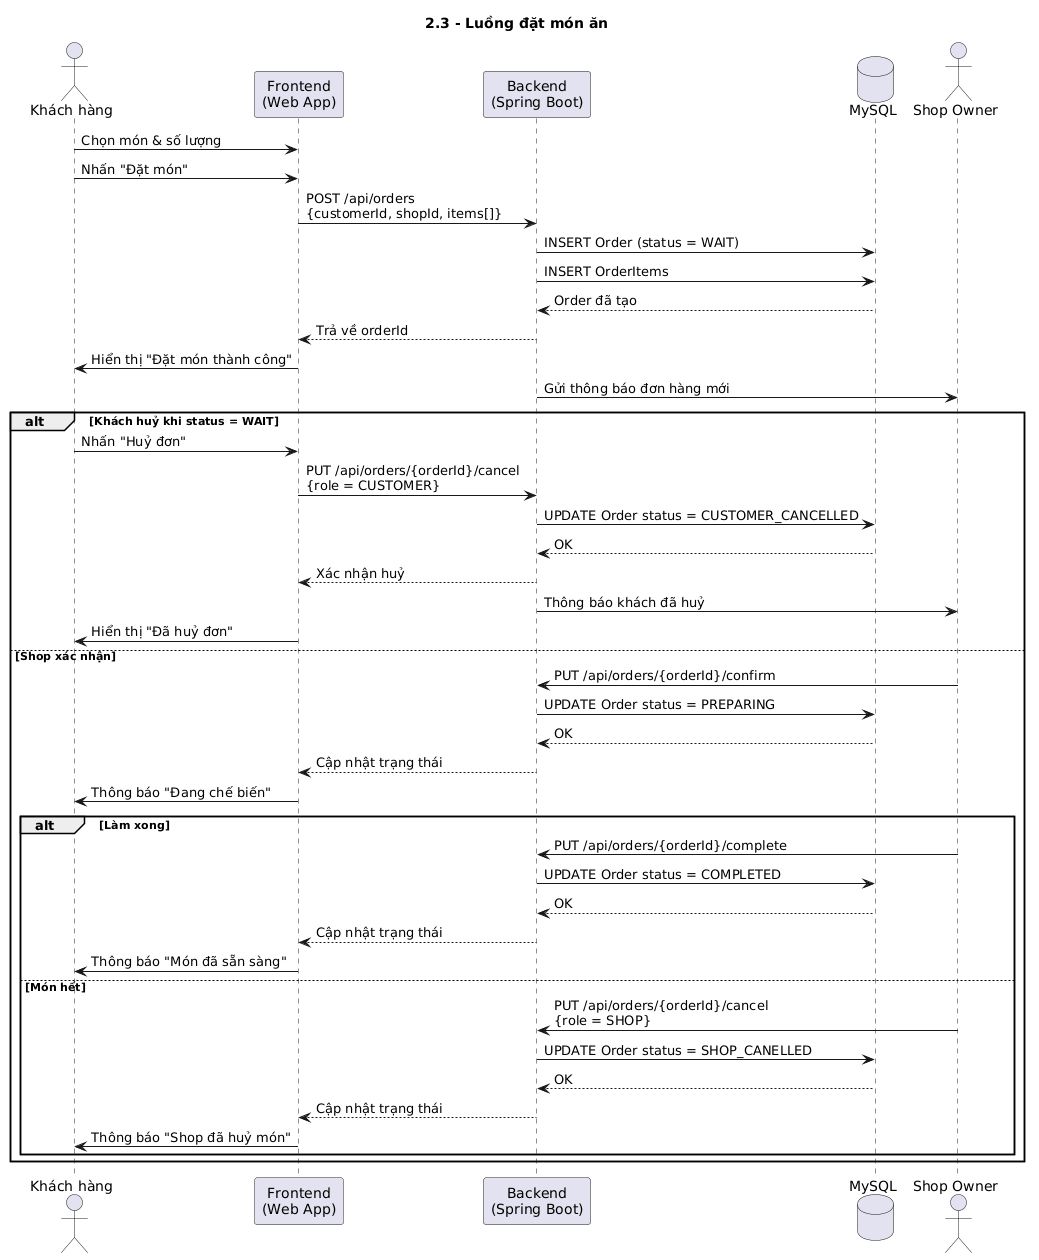 2.3 - Luồng đặt món ăn
Khách hàng
Frontend
(Web App)
Backend
(Spring Boot)
MySQL
Shop Owner
Chọn món & số lượng
Nhấn "Đặt món"
POST /api/orders
{customerId, shopId, items[]}
INSERT Order (status = WAIT)
INSERT OrderItems
Order đã tạo
Trả về orderId
Hiển thị "Đặt món thành công"
Gửi thông báo đơn hàng mới
alt
[Khách huỷ khi status = WAIT]
Nhấn "Huỷ đơn"
PUT /api/orders/{orderId}/cancel
{role = CUSTOMER}
UPDATE Order status = CUSTOMER_CANCELLED
OK
Xác nhận huỷ
Thông báo khách đã huỷ
Hiển thị "Đã huỷ đơn"
[Shop xác nhận]
PUT /api/orders/{orderId}/confirm
UPDATE Order status = PREPARING
OK
Cập nhật trạng thái
Thông báo "Đang chế biến"
alt
[Làm xong]
PUT /api/orders/{orderId}/complete
UPDATE Order status = COMPLETED
OK
Cập nhật trạng thái
Thông báo "Món đã sẵn sàng"
[Món hết]
PUT /api/orders/{orderId}/cancel
{role = SHOP}
UPDATE Order status = SHOP_CANELLED
OK
Cập nhật trạng thái
Thông báo "Shop đã huỷ món"
Khách hàng
Frontend
(Web App)
Backend
(Spring Boot)
MySQL
Shop Owner